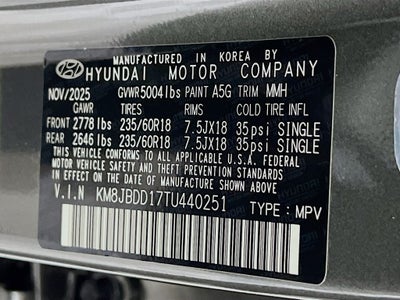 MANUFACTURED IN KOREA BY
HYUNDAI MOTOR COMPANY
NOV/2025 GVWR 5004lbs PAINT A5G TRIM MMH
GAWR TIRES RIMS COLD TIRE INFL
FRONT 2778 lbs 235/60R18 7.5JX18 35psi SINGLE
REAR 2646 lbs 235/60R18 7.5JX18 35psi SINGLE
THIS VEHICLE CONFORMS TO ALL APPLICABLE U.S.A. FEDERAL
MOTOR VEHICLE SAFETY AND
THEFT PREVENTION STANDARDS IN EFFECT ON THE DATE OF
MANUFACTURE SHOWN ABOVE.
V.I.N KM8JBDD17TU440251 TYPE : MPV